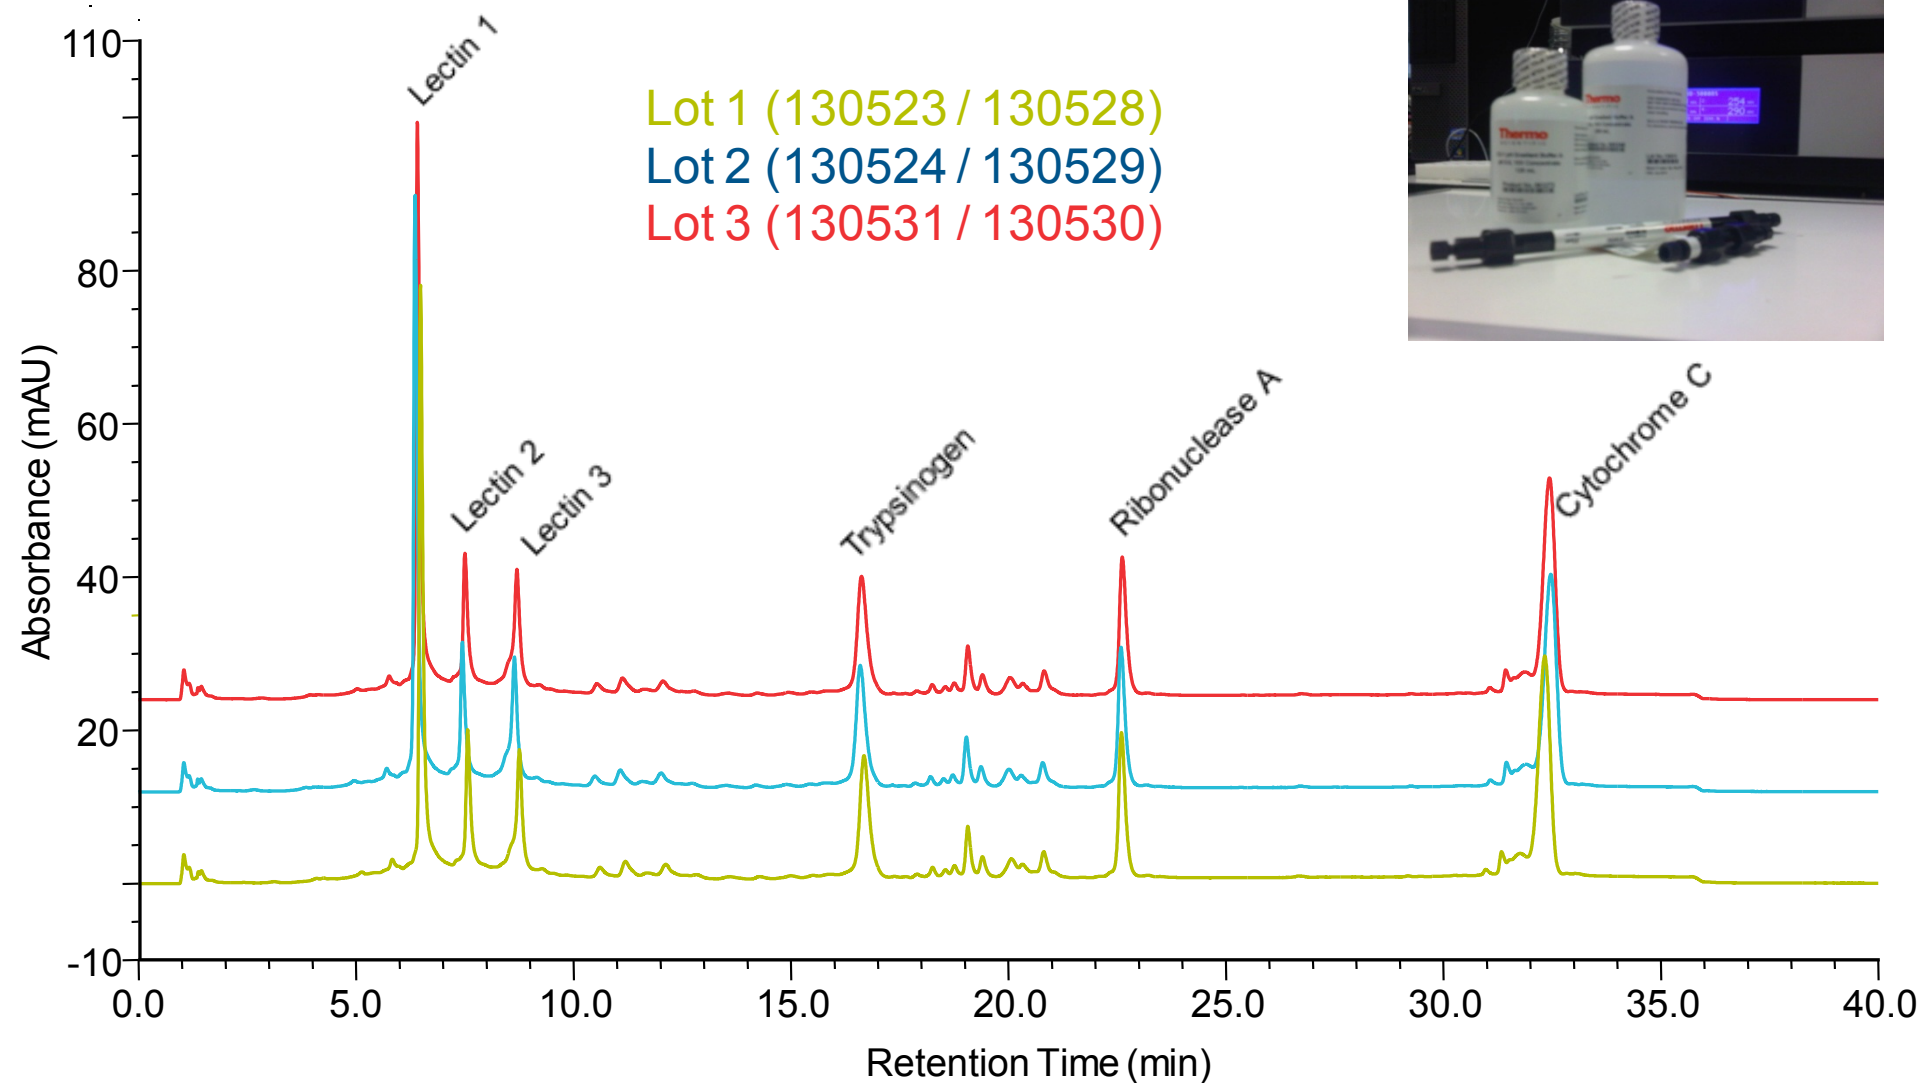 110
80
60
40
20
-10
Absorbance (mAU)
Lectin 1
Lectin 2
Lectin 3
Trypsinogen
Ribonuclease A
Cytochrome C
Lot 1 (130523 / 130528)
Lot 2 (130524 / 130529)
Lot 3 (130531 / 130530)
Thermo
Thermo
0.0 5.0 10.0 15.0 20.0 25.0 30.0 35.0 40.0
Retention Time (min)